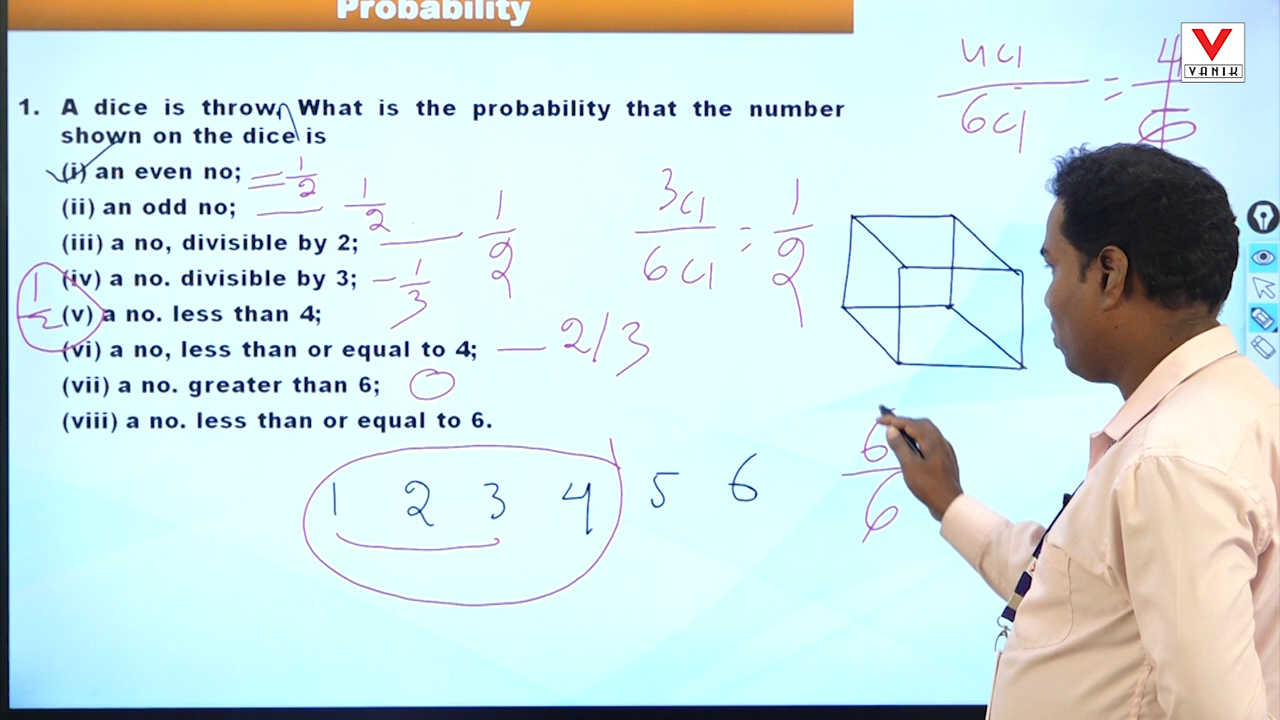 Probability
VANIK
4C1/6C1 = 4/6
1. A dice is thrown, What is the probability that the number
shown on the dice is
(i) an even no; = 1/2
(ii) an odd no; — 1/2
(iii) a no, divisible by 2; — 1/2
3C1/6C1 = 1/2
(iv) a no. divisible by 3; - 1/3
1/2 (v) a no. less than 4;
(vi) a no, less than or equal to 4; — 2/3
(vii) a no. greater than 6; 0
(viii) a no. less than or equal to 6.
1 2 3 4 5 6
6/6